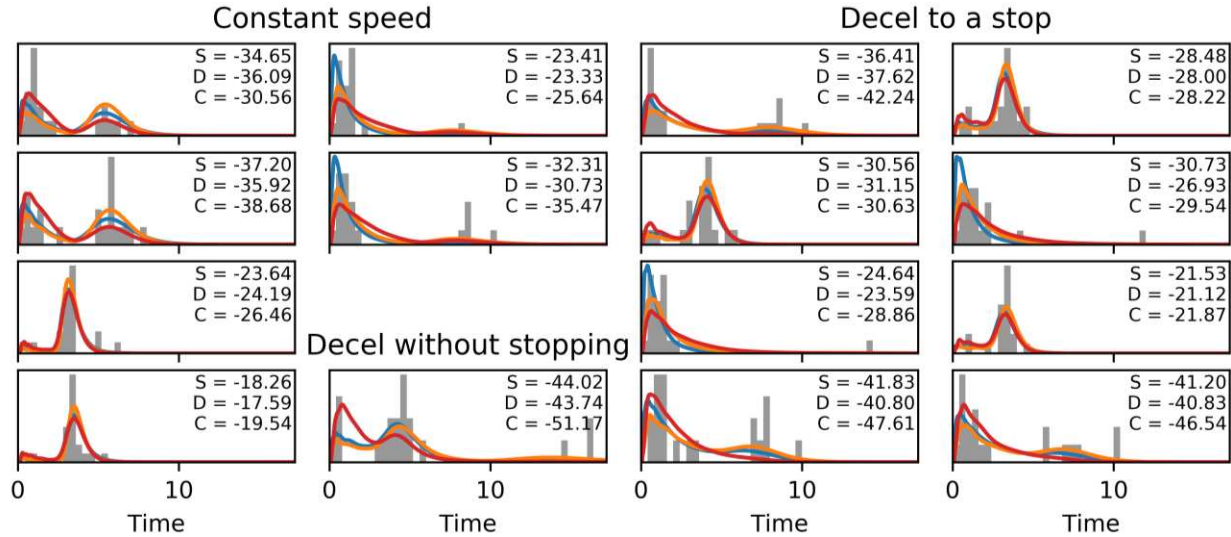 Constant speed
Decel to a stop
S = -34.65
D = -36.09
C = -30.56
S = -23.41
D = -23.33
C = -25.64
S = -36.41
D = -37.62
C = -42.24
S = -28.48
D = -28.00
C = -28.22
S = -37.20
D = -35.92
C = -38.68
S = -32.31
D = -30.73
C = -35.47
S = -30.56
D = -31.15
C = -30.63
S = -30.73
D = -26.93
C = -29.54
S = -23.64
D = -24.19
C = -26.46
S = -24.64
D = -23.59
C = -28.86
S = -21.53
D = -21.12
C = -21.87
Decel without stopping
S = -18.26
D = -17.59
C = -19.54
S = -44.02
D = -43.74
C = -51.17
S = -41.83
D = -40.80
C = -47.61
S = -41.20
D = -40.83
C = -46.54
0 10 0 10 0 10 0 10
Time Time Time Time